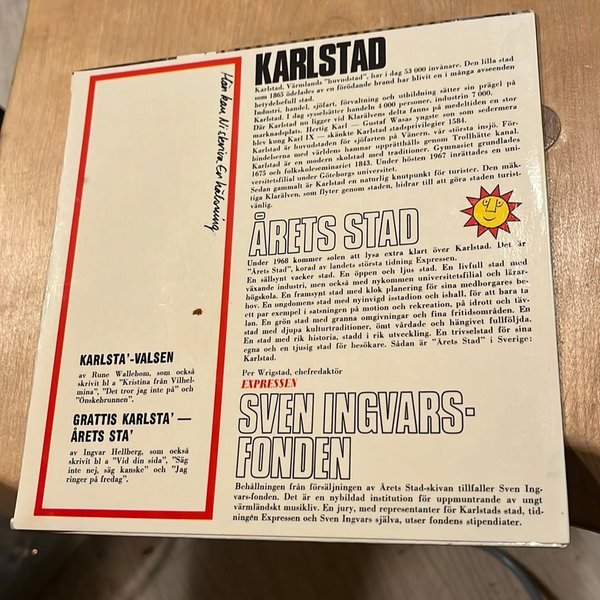 Här kan Ni skriva Er hälsning.
KARLSTA'-VALSEN
av Rune Wallebom, som också
skrivit bl a "Kristina från Vilhel-
mina", "Det tror jag inte på" och
"Önskebrunnen".
GRATTIS KARLSTA' —
ÅRETS STA'
av Ingvar Hellberg, som också
skrivit bl a "Vid din sida", "Säg
inte nej, säg kanske" och "Jag
ringer på fredag".
KARLSTAD
Karlstad, Värmlands "hovudstad", har i dag 53 000 invånare. Den lilla stad
som 1865 ödelades av en förödande brand har blivit en i många avseenden
betydelsefull stad.
Industri, handel, sjöfart, förvaltning och utbildning sätter sin prägel på
Karlstad. I dag sysselsätter handeln 4 000 personer, industrin 7 000.
Där Karlstad nu ligger vid Klarälvens delta fanns på medeltiden en stor
marknadsplats. Hertig Karl — Gustav Wasas yngste son som sedermera
blev kung Karl IX — skänkte Karlstad stadsprivilegier 1584.
Karlstad är huvudstaden för sjöfarten på Vänern, vår största insjö. För-
bindelserna med världens hamnar upprätthålls genom Trollhätte kanal.
Karlstad är en modern skolstad med traditioner. Gymnasiet grundlades
1675 och folkskoleseminariet 1843. Under hösten 1967 inrättades en uni-
versitetsfilial under Göteborgs universitet.
Sedan gammalt är Karlstad en naturlig knutpunkt för turister. Den mäk-
tiga Klarälven, som flyter genom staden, bidrar till att göra staden turist-
vänlig.
ÅRETS STAD
Under 1968 kommer solen att lysa extra klart över Karlstad. Det är
"Årets Stad", korad av landets största tidning Expressen.
En sällsynt vacker stad. En öppen och ljus stad. En livfull stad med
växande industri, men också med nykommen universitetsfilial och lärar-
högskola. En framsynt stad med klok planering för sina medborgares be-
hov. En ungdomens stad med nyinvigd isstadion och ishall, för att bara ta
ett par exempel i satsningen på motion och rekreation, på idrott och täv-
lan. En grön stad med granna omgivningar och fina fritidsområden. En
stad med djupa kulturtraditioner, ömt vårdade och hängivet fullföljda.
En stad med rik historia, stadd i rik utveckling. En trivselstad för sina
egna och en tjusig stad för besökare. Sådan är "Årets Stad" i Sverige:
Karlstad.
Per Wrigstad, chefredaktör
EXPRESSEN
SVEN INGVARS-
FONDEN
Behållningen från försäljningen av Årets Stad-skivan tillfaller Sven Ing-
vars-fonden. Det är en nybildad institution för uppmuntrande av ungt
värmländskt musikliv. En jury, med representanter för Karlstads stad, tid-
ningen Expressen och Sven Ingvars själva, utser fondens stipendiater.